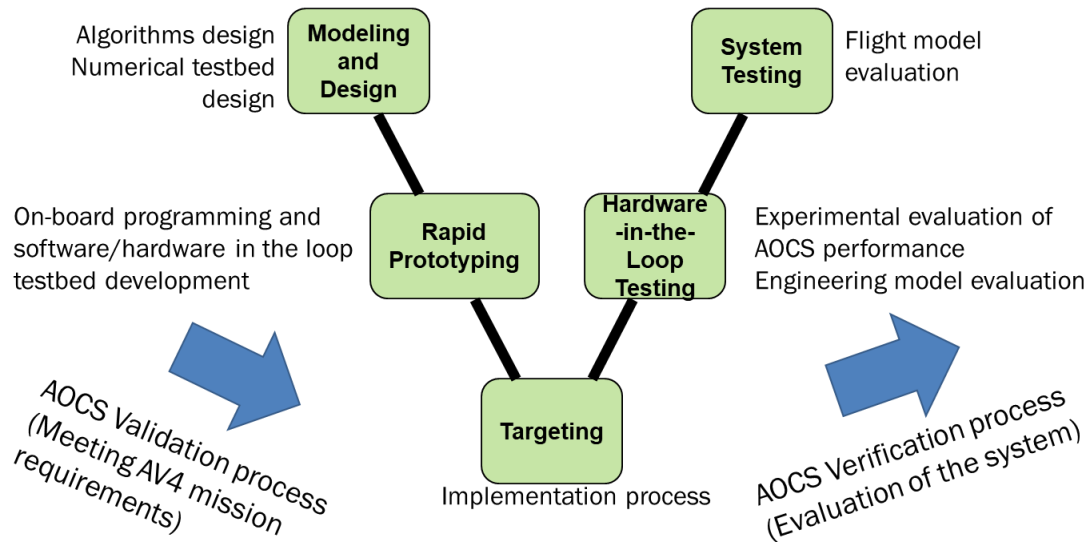 Algorithms design
Numerical testbed
design
Modeling
and
Design
System
Testing
Flight model
evaluation
On-board programming and
software/hardware in the loop
testbed development
Rapid
Prototyping
Hardware
-in-the-
Loop
Testing
Experimental evaluation of
AOCS performance
Engineering model evaluation
AOCS Validation process
(Meeting AV4 mission
requirements)
Targeting
Implementation process
AOCS Verification process
(Evaluation of the system)